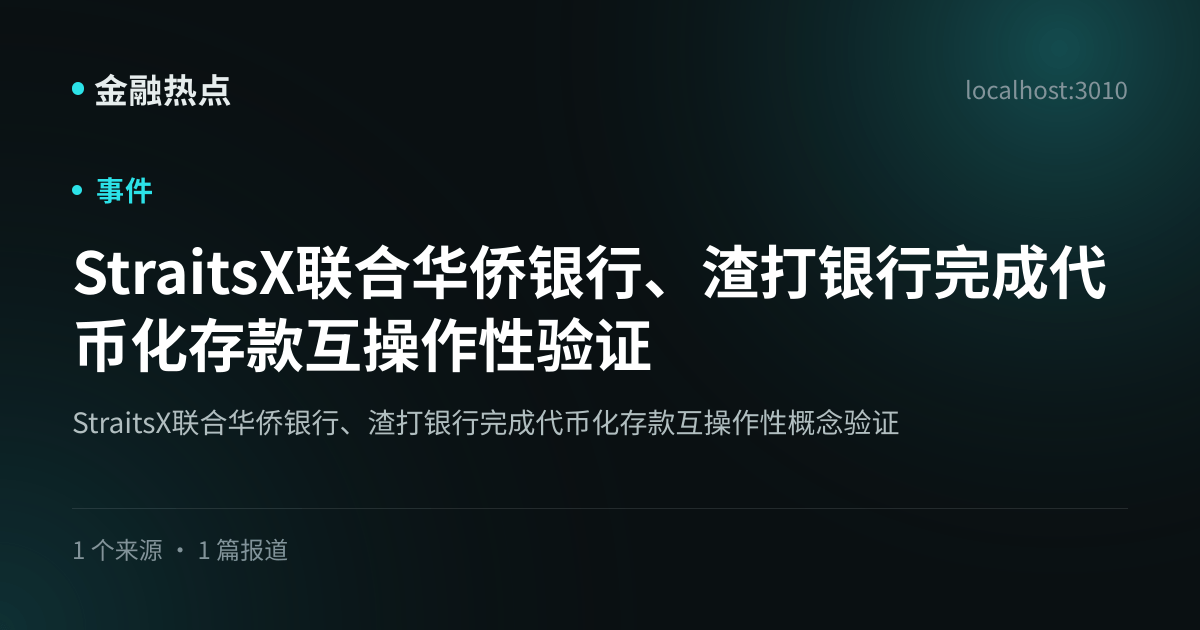 金融热点
localhost:3010
事件
StraitsX联合华侨银行、渣打银行完成代
币化存款互操作性验证
StraitsX联合华侨银行、渣打银行完成代币化存款互操作性概念验证
1 个来源 · 1 篇报道